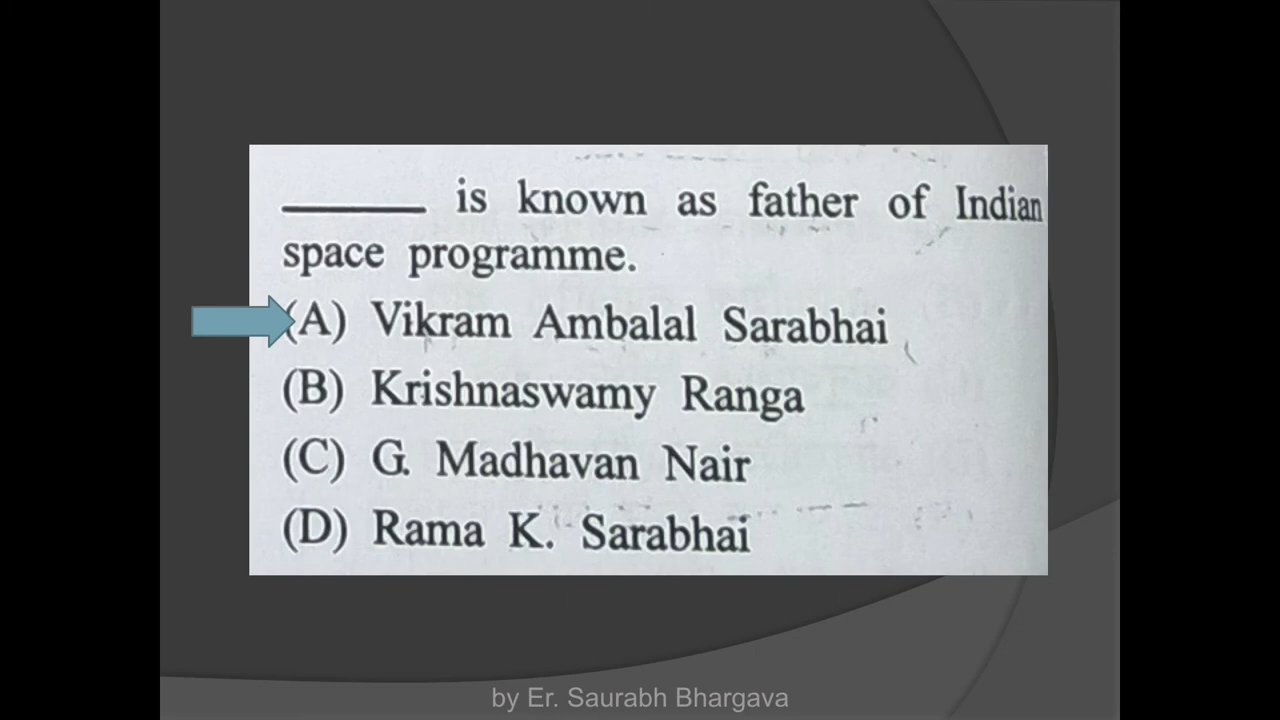 ________ is known as father of Indian
space programme.
(A) Vikram Ambalal Sarabhai
(B) Krishnaswamy Ranga
(C) G. Madhavan Nair
(D) Rama K. Sarabhai
by Er. Saurabh Bhargava